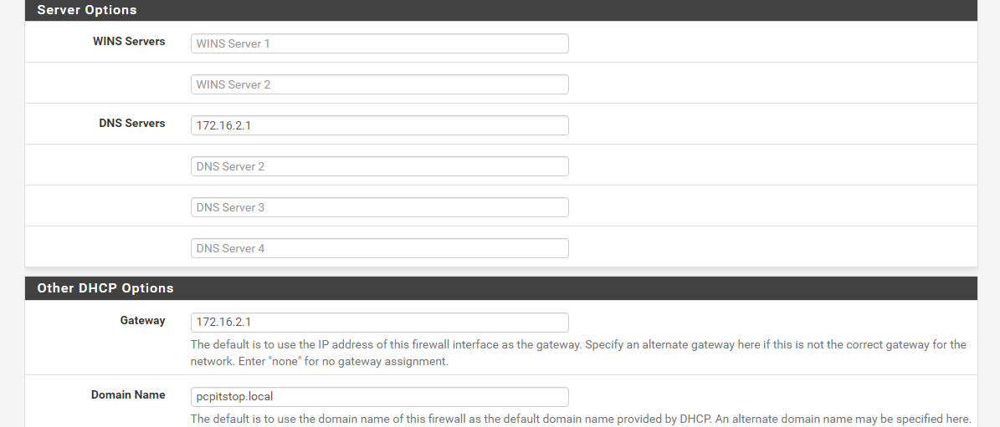 Server Options
WINS Servers
WINS Server 1
WINS Server 2
DNS Servers
172.16.2.1
DNS Server 2
DNS Server 3
DNS Server 4
Other DHCP Options
Gateway
172.16.2.1
The default is to use the IP address of this firewall interface as the gateway. Specify an alternate gateway here if this is not the correct gateway for the
network. Enter "none" for no gateway assignment.
Domain Name
pcpitstop.local
The default is to use the domain name of this firewall as the default domain name provided by DHCP. An alternate domain name may be specified here.